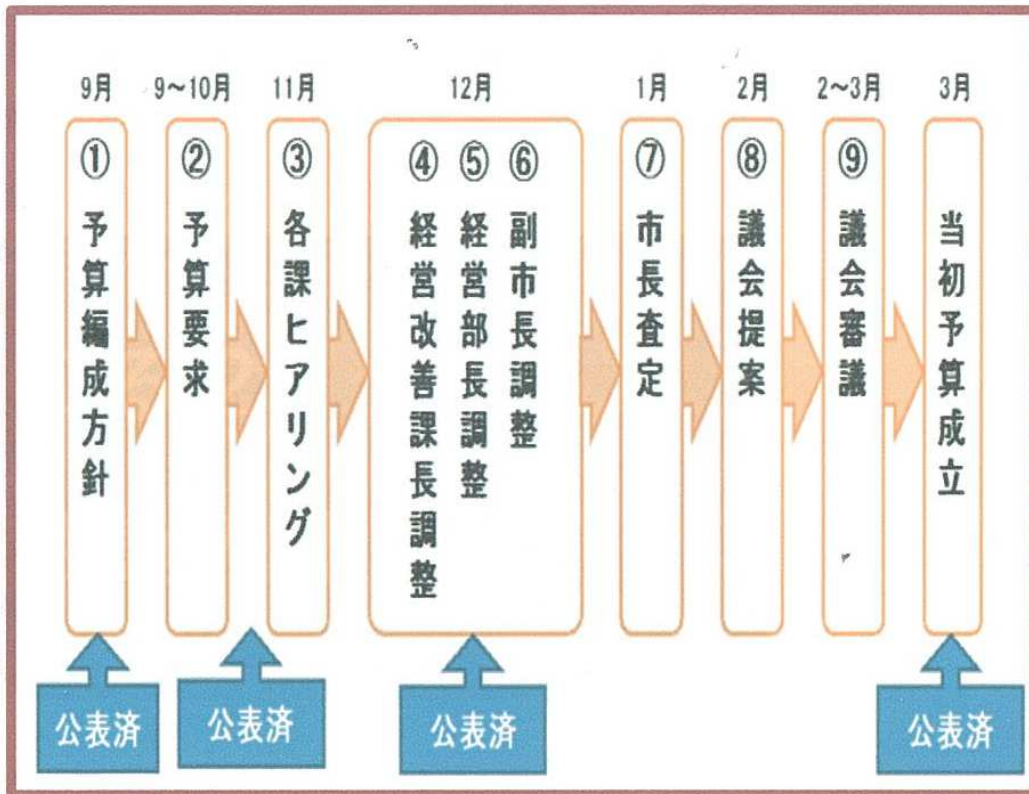 9月
9～10月
11月
12月
1月
2月
2～3月
3月
①予算編成方針
②予算要求
③各課ヒアリング
④経営改善課長調整
⑤経営部長調整
⑥副市長調整
⑦市長査定
⑧議会提案
⑨議会審議
当初予算成立
公表済
公表済
公表済
公表済